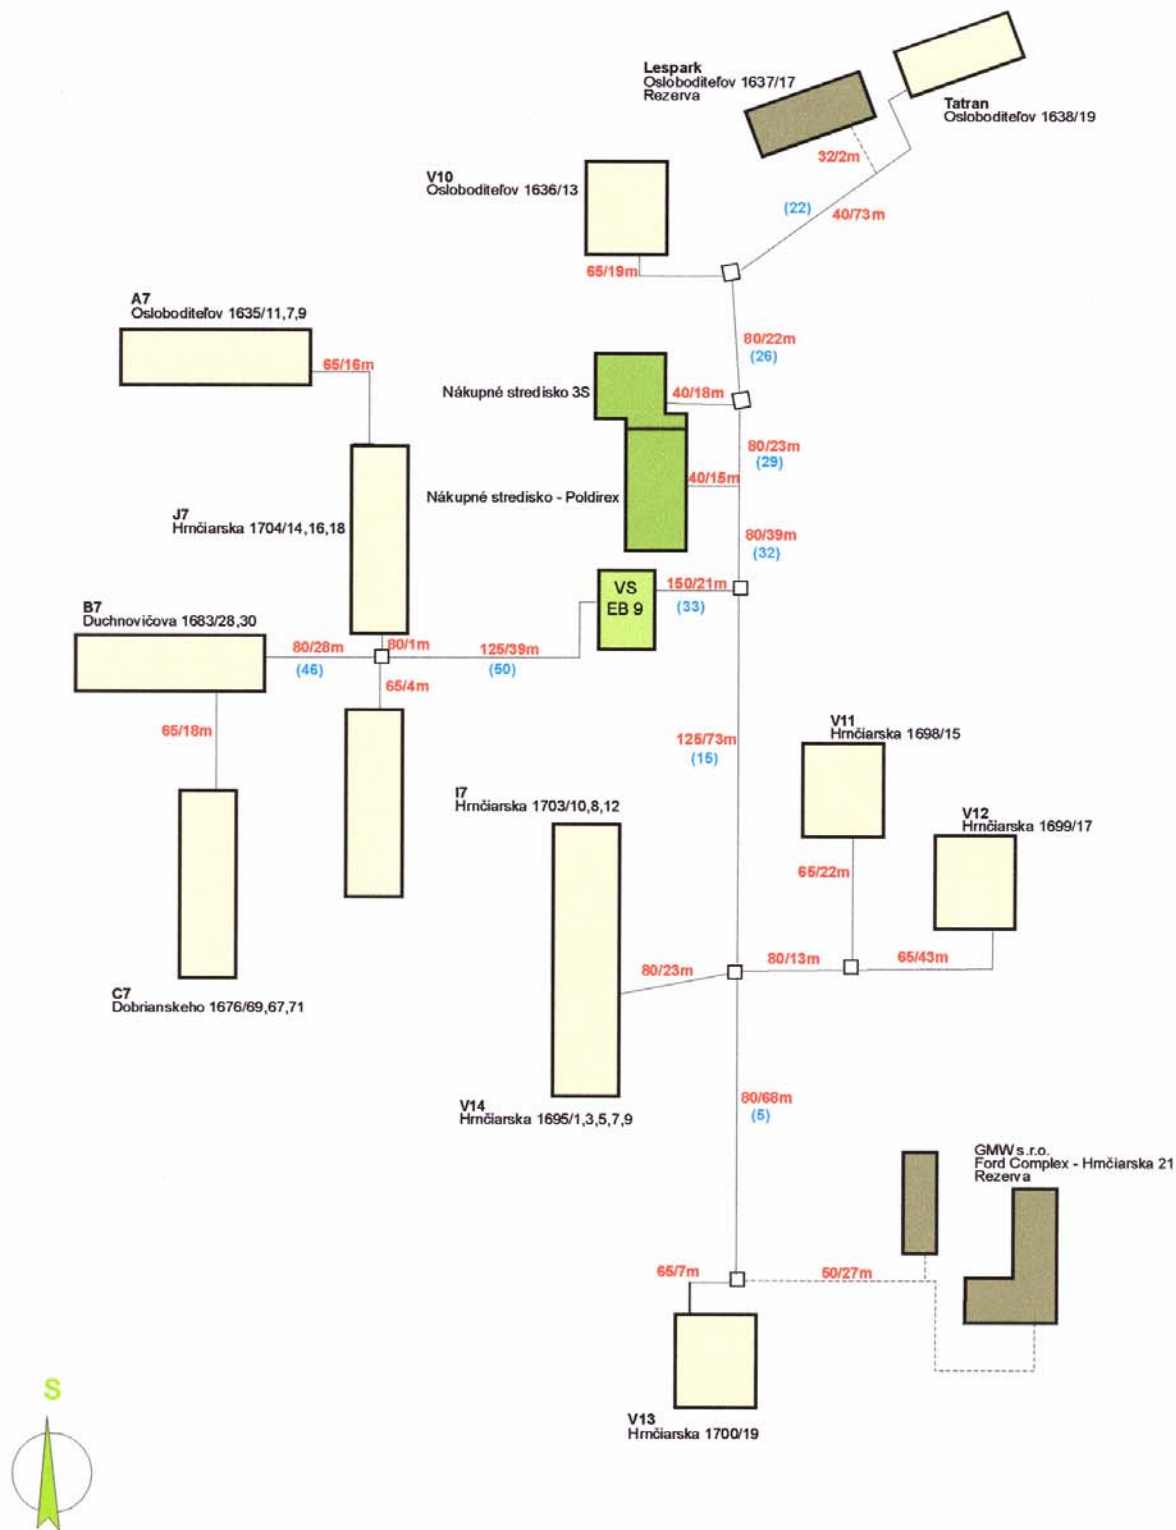 Lespark
Osloboditeľov 1637/17
Rezerva
Tatran
Osloboditeľov 1638/19
32/2m
V10
Osloboditeľov 1636/13
(22)
40/73m
65/19m
A7
Osloboditeľov 1635/11,7,9
80/22m
(26)
65/16m
Nákupné stredisko 3S
40/18m
80/23m
(29)
40/15m
Nákupné stredisko - Poldirex
J7
Hrnčiarska 1704/14,16,18
80/39m
(32)
VS
EB 9
150/21m
(33)
B7
Duchnovičova 1683/28,30
80/28m
(46)
80/1m
125/39m
(50)
65/4m
65/18m
125/73m
(15)
V11
Hrnčiarska 1698/15
I7
Hrnčiarska 1703/10,8,12
V12
Hrnčiarska 1699/17
65/22m
80/23m
80/13m
65/43m
C7
Dobrianskeho 1676/69,67,71
80/68m
(5)
V14
Hrnčiarska 1695/1,3,5,7,9
GMW s.r.o.
Ford Complex - Hrnčiarska 21
Rezerva
65/7m
50/27m
S
V13
Hrnčiarska 1700/19